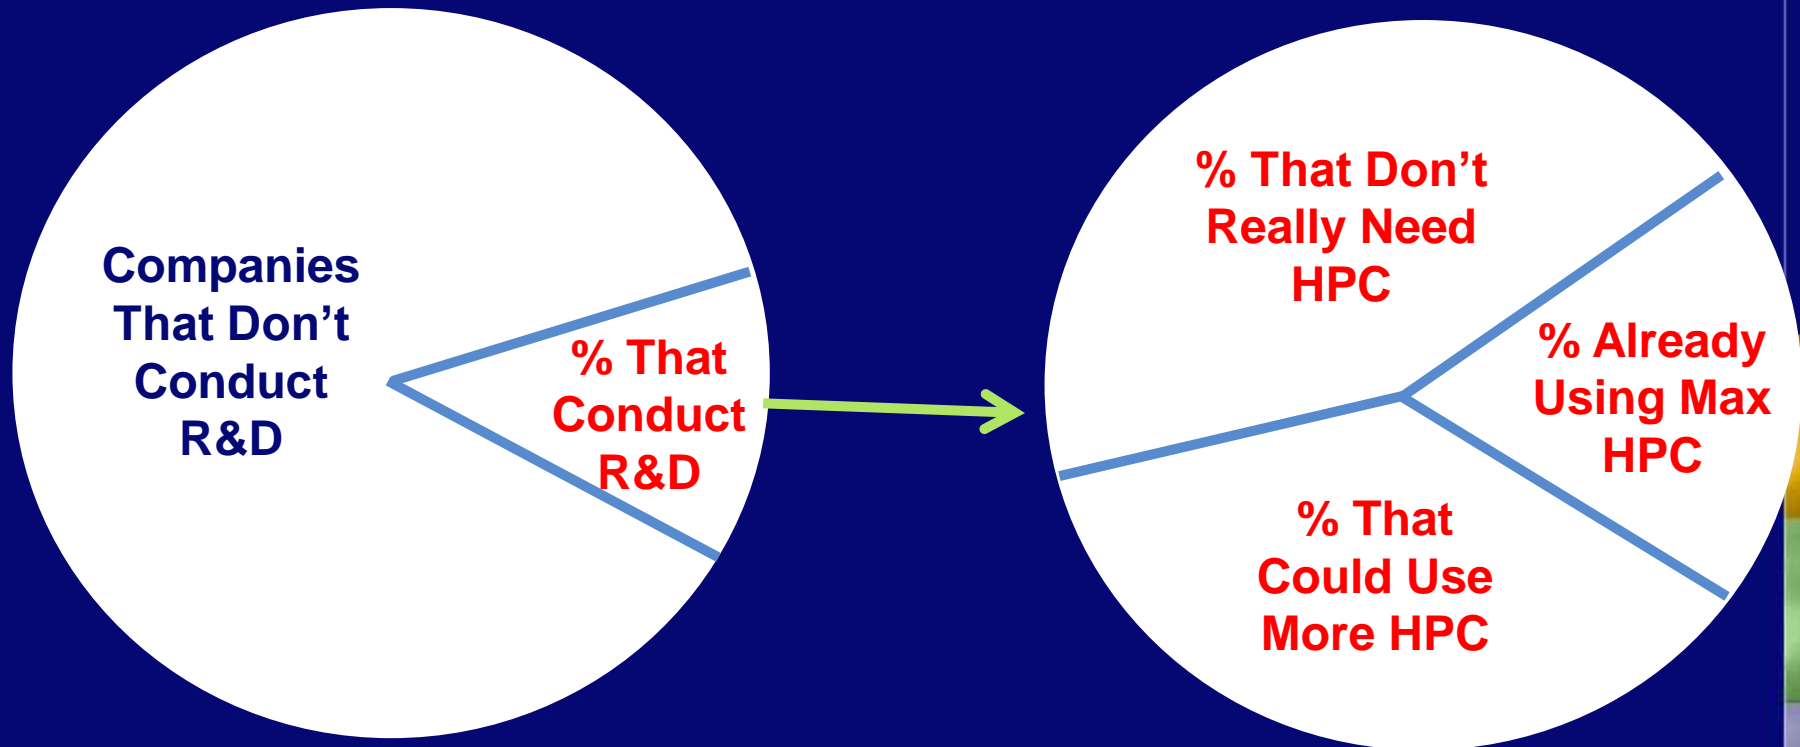 Companies
That Don’t
Conduct
R&D
% That
Conduct
R&D
% That Don’t
Really Need
HPC
% Already
Using Max
HPC
% That
Could Use
More HPC